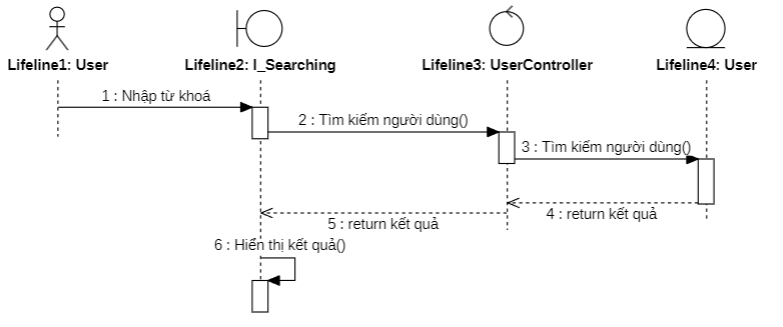 Lifeline1: User
Lifeline2: I_Searching
Lifeline3: UserController
Lifeline4: User
1 : Nhập từ khoá
2 : Tìm kiếm người dùng()
3 : Tìm kiếm người dùng()
4 : return kết quả
5 : return kết quả
6 : Hiển thị kết quả()